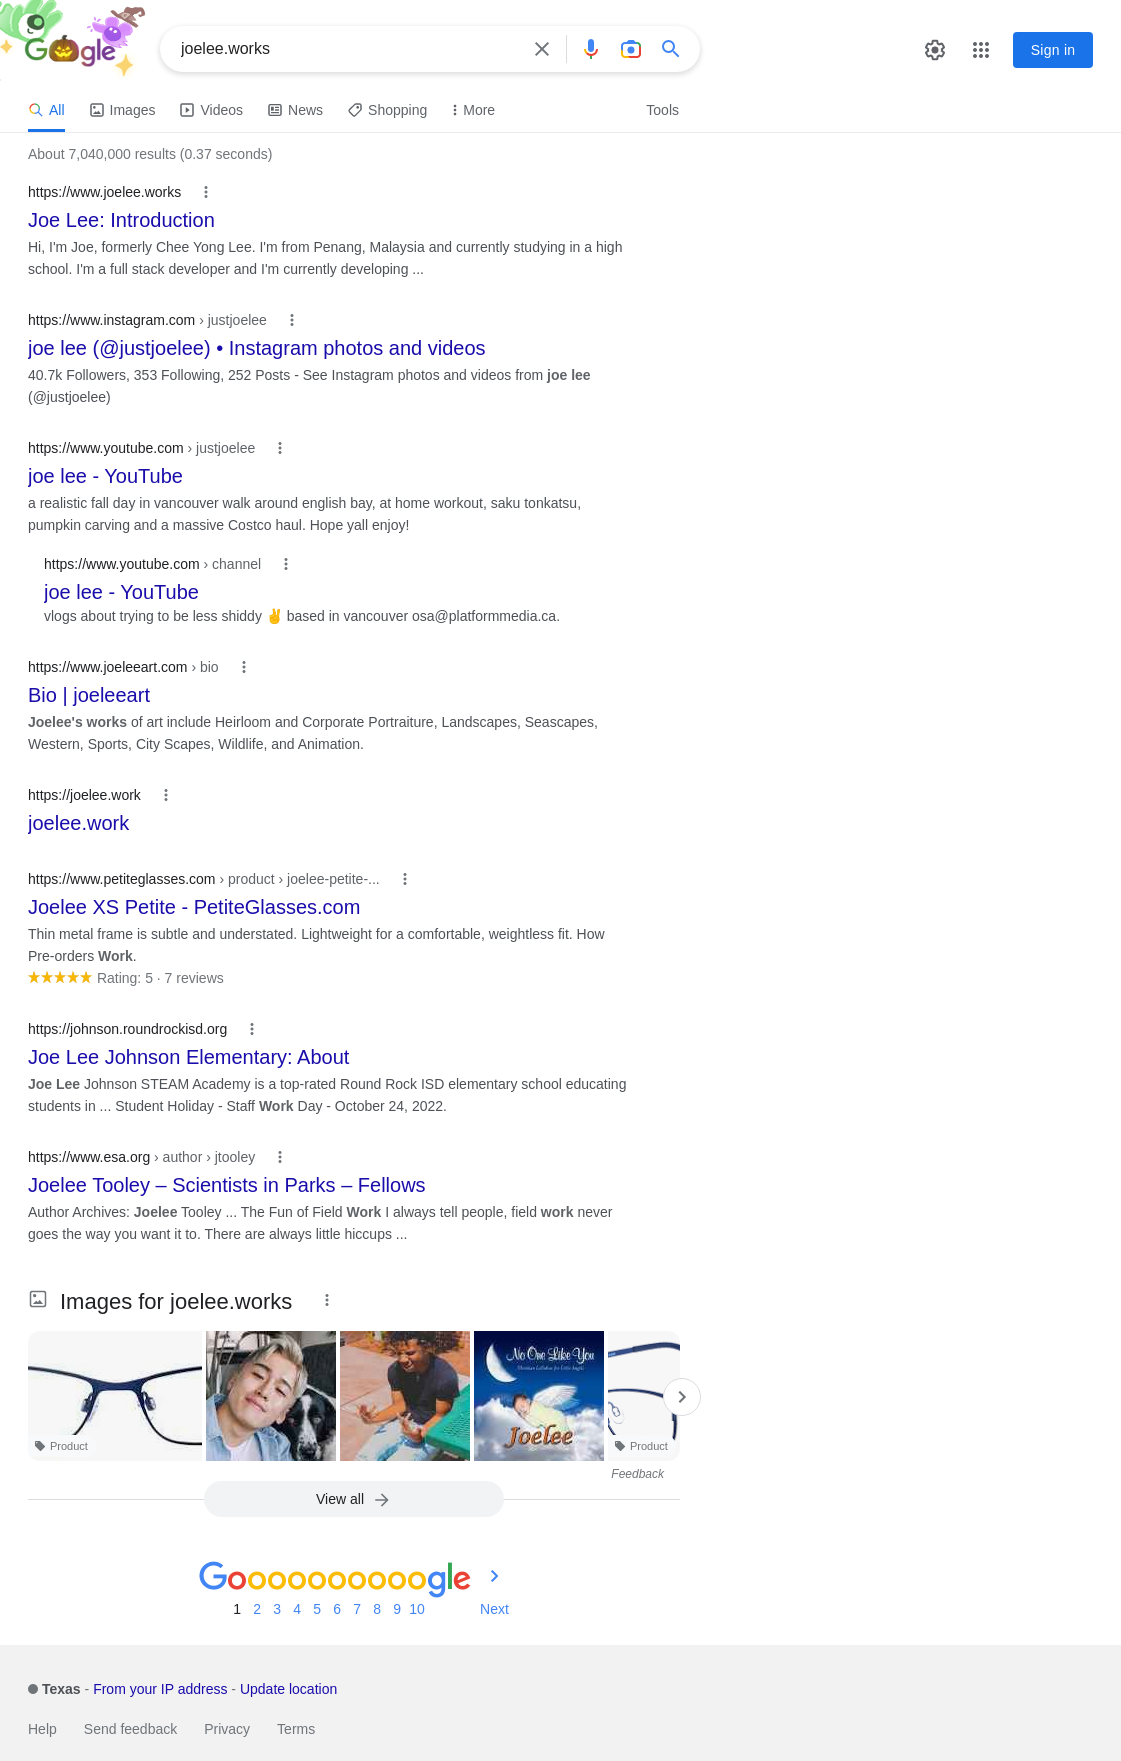 Google
joelee.works
Sign in
All Images Videos News Shopping More Tools
About 7,040,000 results (0.37 seconds)
https://www.joelee.works
Joe Lee: Introduction
Hi, I'm Joe, formerly Chee Yong Lee. I'm from Penang, Malaysia and currently studying in a high
school. I'm a full stack developer and I'm currently developing ...
https://www.instagram.com › justjoelee
joe lee (@justjoelee) • Instagram photos and videos
40.7k Followers, 353 Following, 252 Posts - See Instagram photos and videos from joe lee
(@justjoelee)
https://www.youtube.com › justjoelee
joe lee - YouTube
a realistic fall day in vancouver walk around english bay, at home workout, saku tonkatsu,
pumpkin carving and a massive Costco haul. Hope yall enjoy!
https://www.youtube.com › channel
joe lee - YouTube
vlogs about trying to be less shiddy ✌ based in vancouver osa@platformmedia.ca.
https://www.joeleeart.com › bio
Bio | joeleeart
Joelee's works of art include Heirloom and Corporate Portraiture, Landscapes, Seascapes,
Western, Sports, City Scapes, Wildlife, and Animation.
https://joelee.work
joelee.work
https://www.petiteglasses.com › product › joelee-petite-...
Joelee XS Petite - PetiteGlasses.com
Thin metal frame is subtle and understated. Lightweight for a comfortable, weightless fit. How
Pre-orders Work.
Rating: 5 · 7 reviews
https://johnson.roundrockisd.org
Joe Lee Johnson Elementary: About
Joe Lee Johnson STEAM Academy is a top-rated Round Rock ISD elementary school educating
students in ... Student Holiday - Staff Work Day - October 24, 2022.
https://www.esa.org › author › jtooley
Joelee Tooley – Scientists in Parks – Fellows
Author Archives: Joelee Tooley ... The Fun of Field Work I always tell people, field work never
goes the way you want it to. There are always little hiccups ...
Images for joelee.works
No One Like You
Joelee
Product
Product
Feedback
View all
Goooooooooogle
1 2 3 4 5 6 7 8 9 10 Next
Texas - From your IP address - Update location
Help Send feedback Privacy Terms